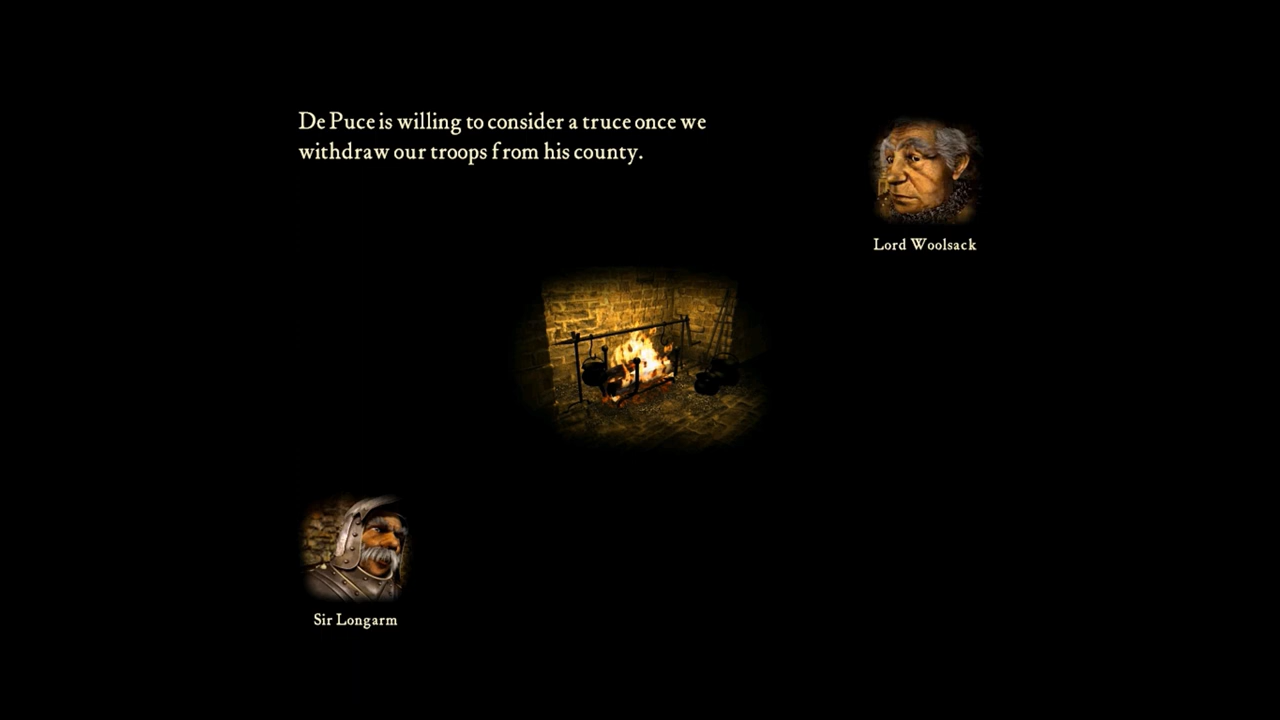 De Puce is willing to consider a truce once we
withdraw our troops from his county.
Lord Woolsack
Sir Longarm